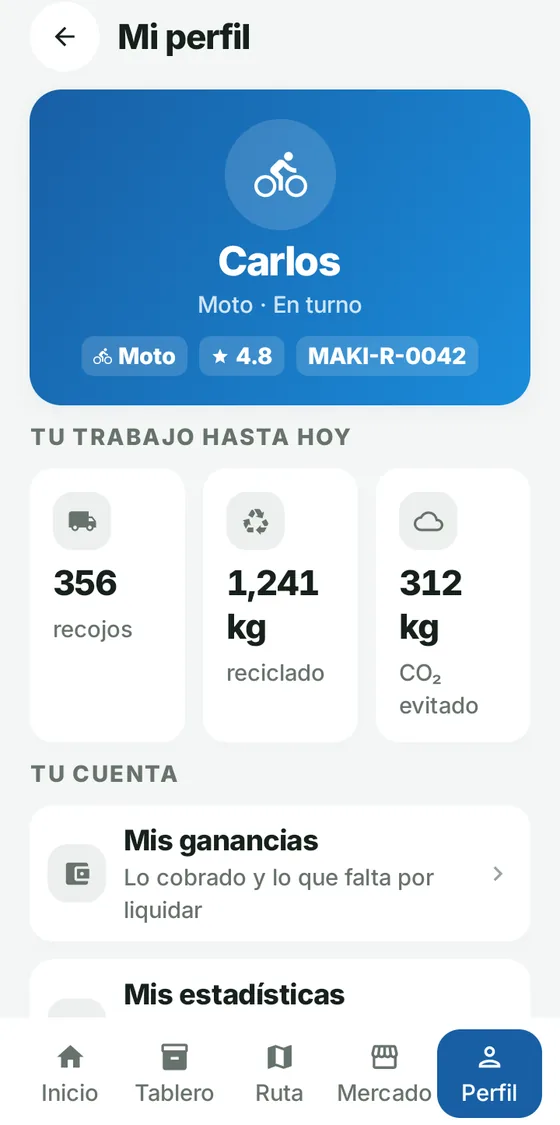 Mi perfil
Carlos
Moto · En turno
Moto
4.8
MAKI-R-0042
TU TRABAJO HASTA HOY
356
recojos
1,241
kg
reciclado
312
kg
CO₂
evitado
TU CUENTA
Mis ganancias
Lo cobrado y lo que falta por
liquidar
Mis estadísticas
Inicio
Tablero
Ruta
Mercado
Perfil